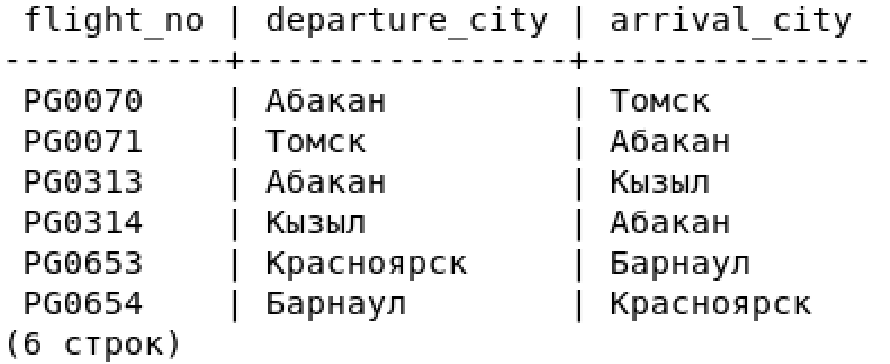 flight_no | departure_city | arrival_city
-----------+----------------+--------------
PG0070 | Абакан | Томск
PG0071 | Томск | Абакан
PG0313 | Абакан | Кызыл
PG0314 | Кызыл | Абакан
PG0653 | Красноярск | Барнаул
PG0654 | Барнаул | Красноярск
(6 строк)